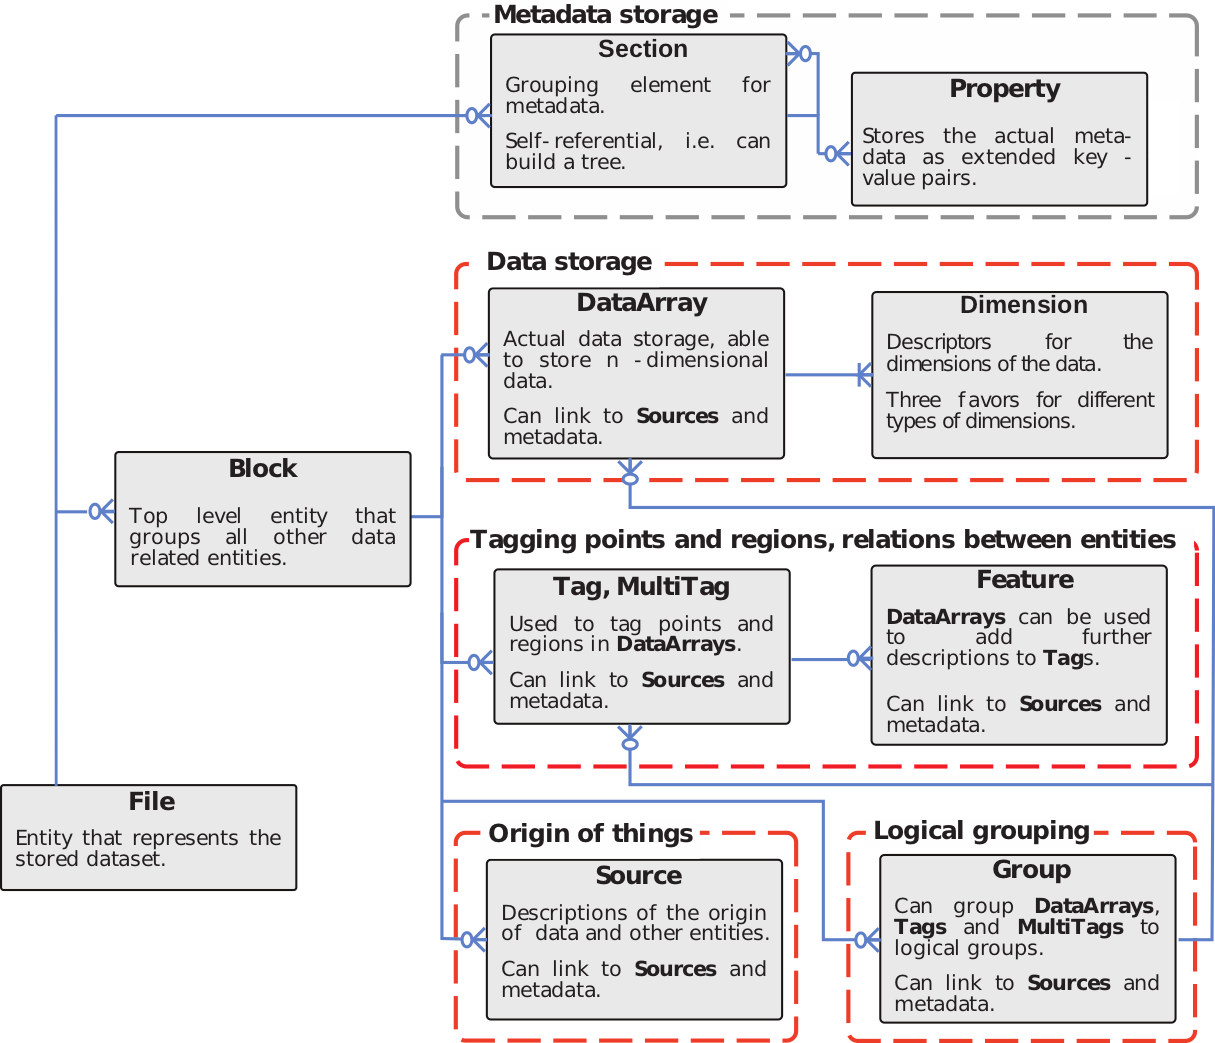 Metadata storage
Section
Grouping element for
metadata.
Self-referential, i.e. can
build a tree.
Property
Stores the actual meta-
data as extended key -
value pairs.
Data storage
DataArray
Actual data storage, able
to store n -dimensional
data.
Can link to Sources and
metadata.
Dimension
Descriptors for the
dimensions of the data.
Three f avors for different
types of dimensions.
Block
Top level entity that
groups all other data
related entities.
Tagging points and regions, relations between entities
Tag, MultiTag
Used to tag points and
regions in DataArrays.
Can link to Sources and
metadata.
Feature
DataArrays can be used
to add further
descriptions to Tags.
Can link to Sources and
metadata.
File
Entity that represents the
stored dataset.
Origin of things
Source
Descriptions of the origin
of data and other entities.
Can link to Sources and
metadata.
Logical grouping
Group
Can group DataArrays,
Tags and MultiTags to
logical groups.
Can link to Sources and
metadata.